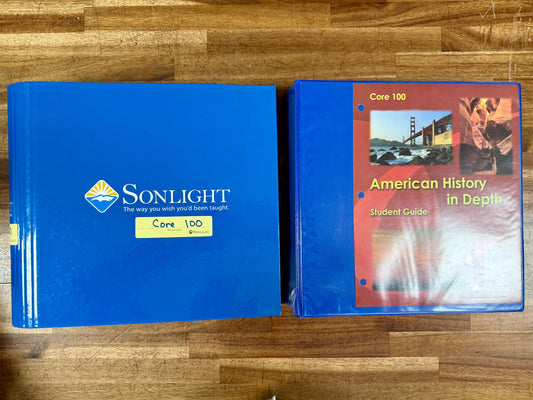 SONLIGHT
The way you wish you'd been taught.
Core 100
Core 100
American History
in Depth
Student Guide